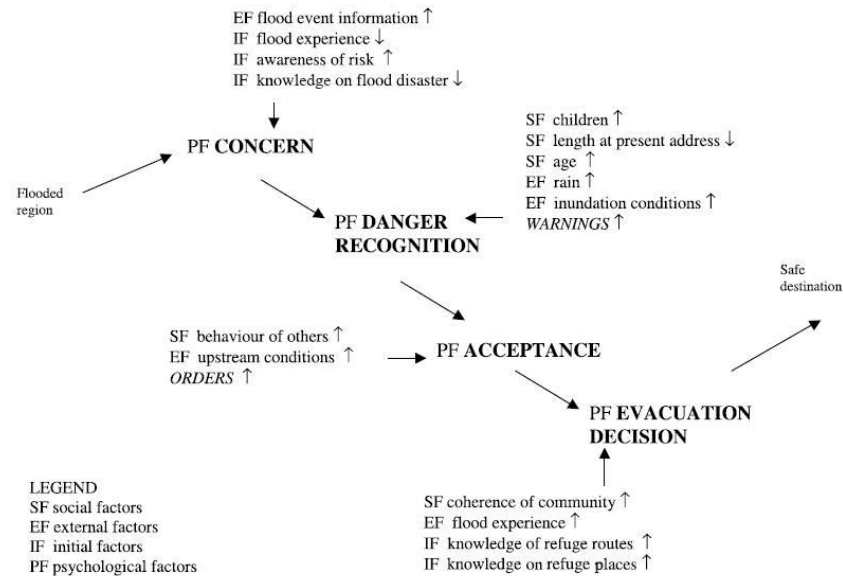 EF flood event information ↑
IF flood experience ↓
IF awareness of risk ↑
IF knowledge on flood disaster ↓
PF CONCERN
SF children ↑
SF length at present address ↓
SF age ↑
EF rain ↑
EF inundation conditions ↑
WARNINGS ↑
Flooded
region
PF DANGER
RECOGNITION
Safe
destination
SF behaviour of others ↑
EF upstream conditions ↑
ORDERS ↑
PF ACCEPTANCE
PF EVACUATION
DECISION
SF coherence of community ↑
EF flood experience ↑
IF knowledge of refuge routes ↑
IF knowledge on refuge places ↑
LEGEND
SF social factors
EF external factors
IF initial factors
PF psychological factors